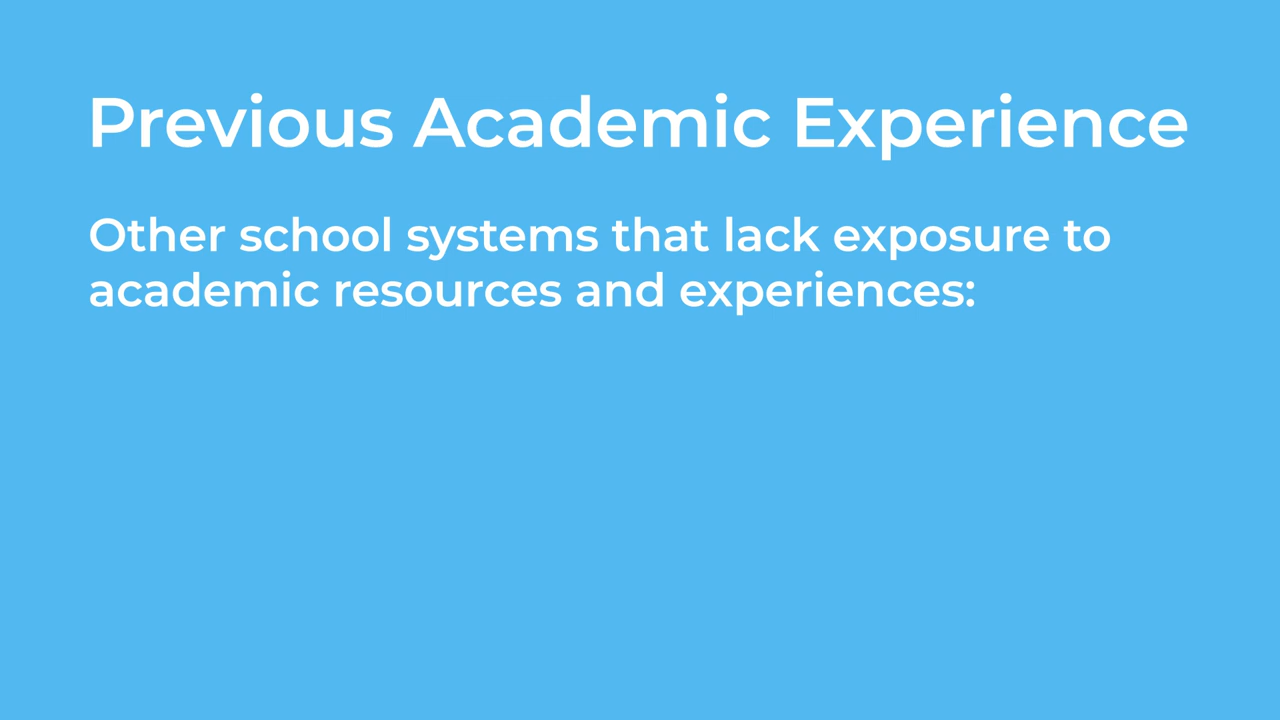 Previous Academic Experience
Other school systems that lack exposure to
academic resources and experiences: